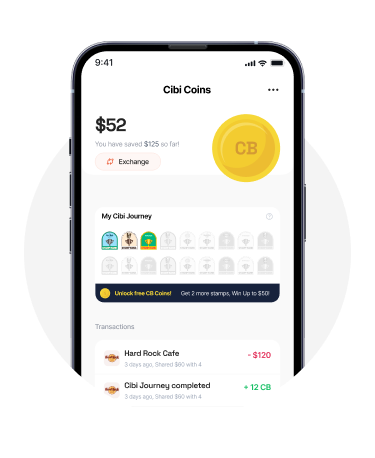 9:41
Cibi Coins
$52
You have saved $125 so far!
Exchange
CB
My Cibi Journey
Unlock free CB Coins! Get 2 more stamps, Win Up to $50!
Transactions
Hard Rock Cafe
- $120
3 days ago, Shared $60 with 4
Cibi Journey completed
+ 12 CB
3 days ago, Shared $60 with 4